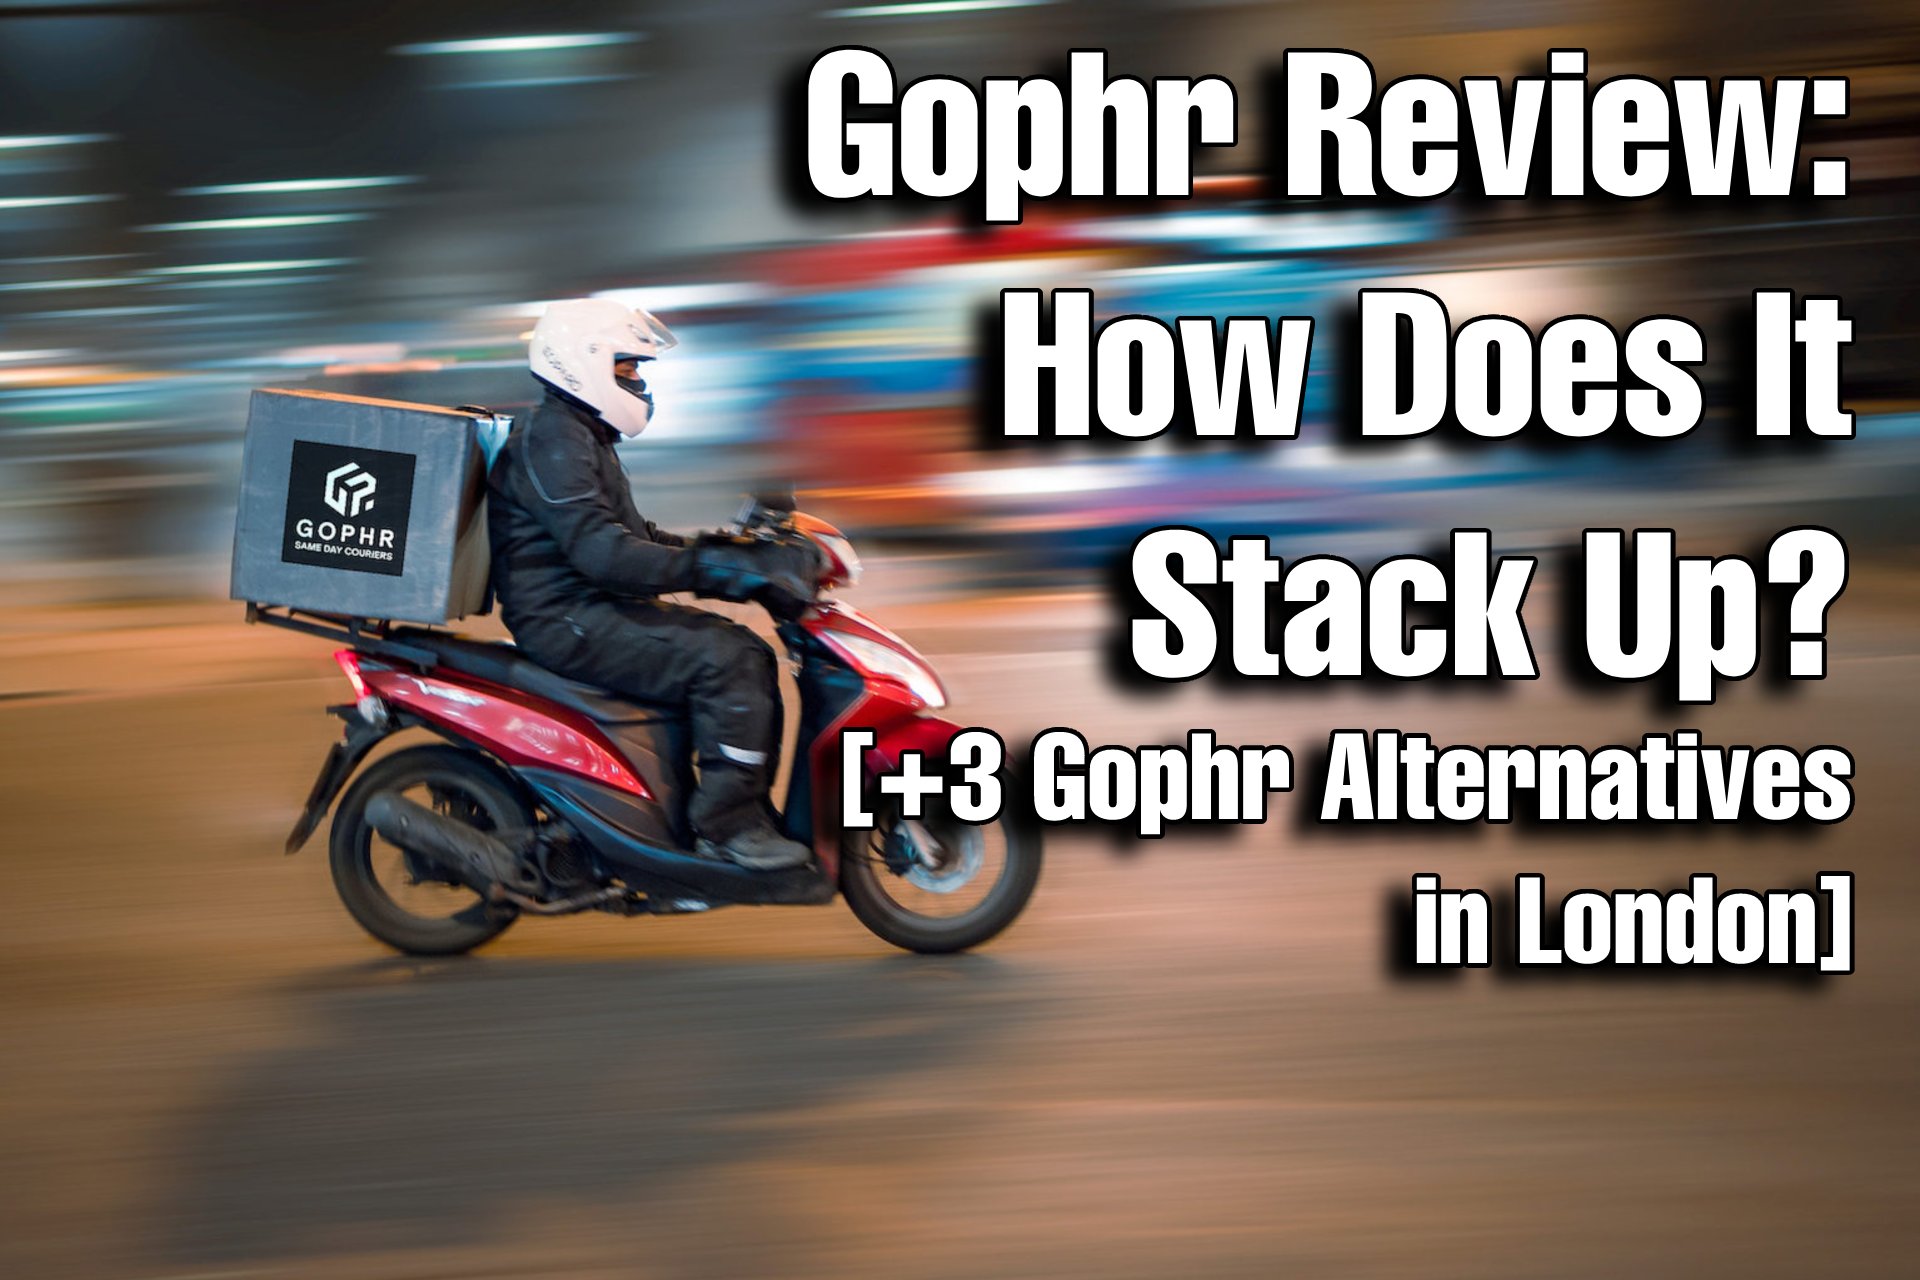 Gophr Review:
How Does It
Stack Up?
[+3 Gophr Alternatives
in London]
GOPHR
SAME DAY COURIERS